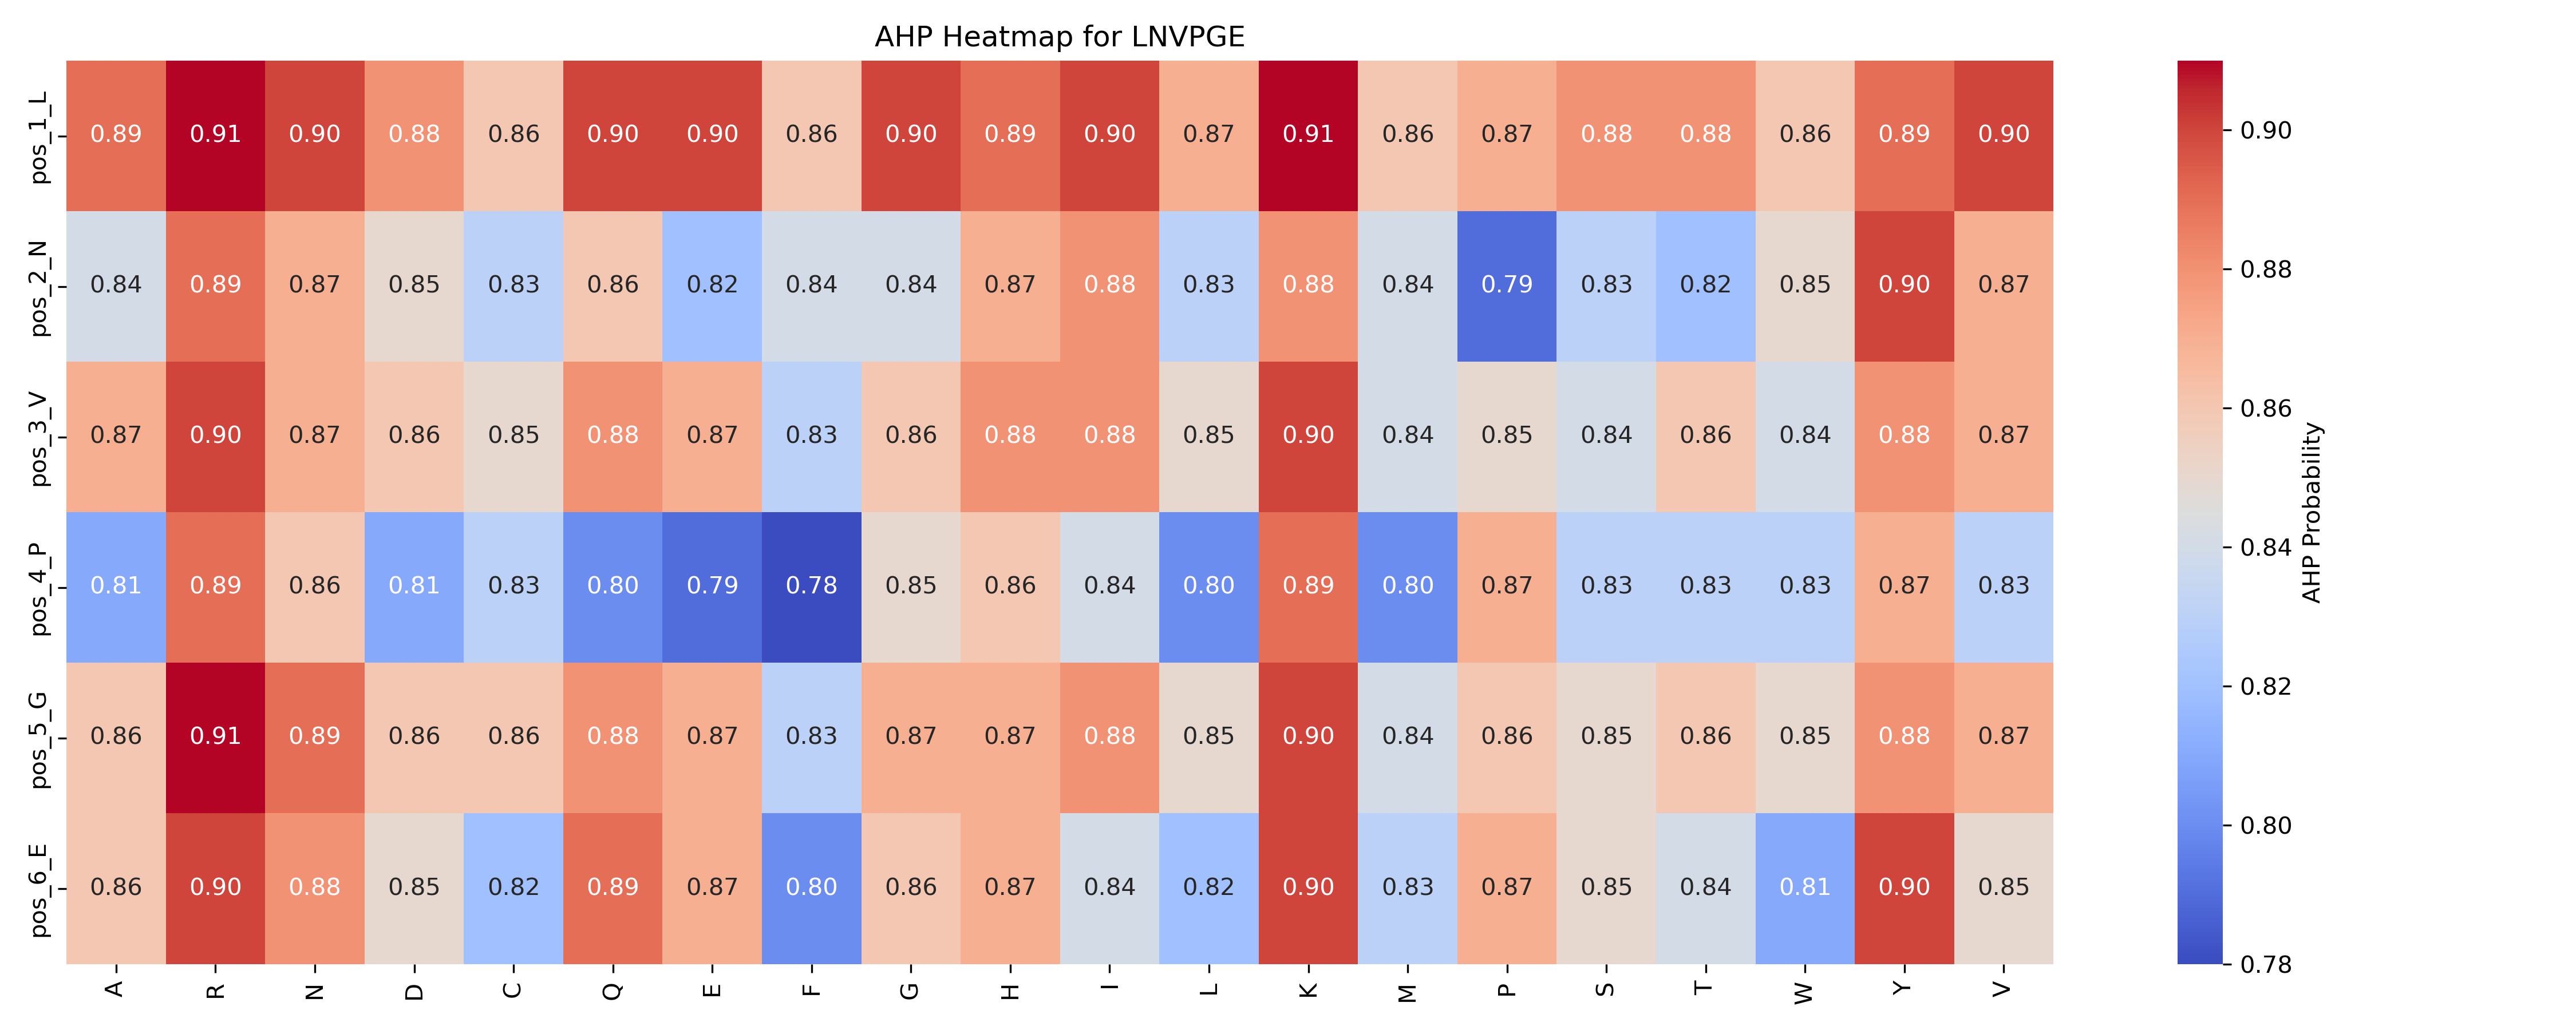 AHP Heatmap for LNVPGE
pos_1_L 0.89 0.91 0.90 0.88 0.86 0.90 0.90 0.86 0.90 0.89 0.90 0.87 0.91 0.86 0.87 0.88 0.88 0.86 0.89 0.90
pos_2_N 0.84 0.89 0.87 0.85 0.83 0.86 0.82 0.84 0.84 0.87 0.88 0.83 0.88 0.84 0.79 0.83 0.82 0.85 0.90 0.87
pos_3_V 0.87 0.90 0.87 0.86 0.85 0.88 0.87 0.83 0.86 0.88 0.88 0.85 0.90 0.84 0.85 0.84 0.86 0.84 0.88 0.87
pos_4_P 0.81 0.89 0.86 0.81 0.83 0.80 0.79 0.78 0.85 0.86 0.84 0.80 0.89 0.80 0.87 0.83 0.83 0.83 0.87 0.83
pos_5_G 0.86 0.91 0.89 0.86 0.86 0.88 0.87 0.83 0.87 0.87 0.88 0.85 0.90 0.84 0.86 0.85 0.86 0.85 0.88 0.87
pos_6_E 0.86 0.90 0.88 0.85 0.82 0.89 0.87 0.80 0.86 0.87 0.84 0.82 0.90 0.83 0.87 0.85 0.84 0.81 0.90 0.85
A R N D C Q E F G H I L K M P S T W Y V
0.90
0.88
0.86
0.84
0.82
0.80
0.78
AHP Probability